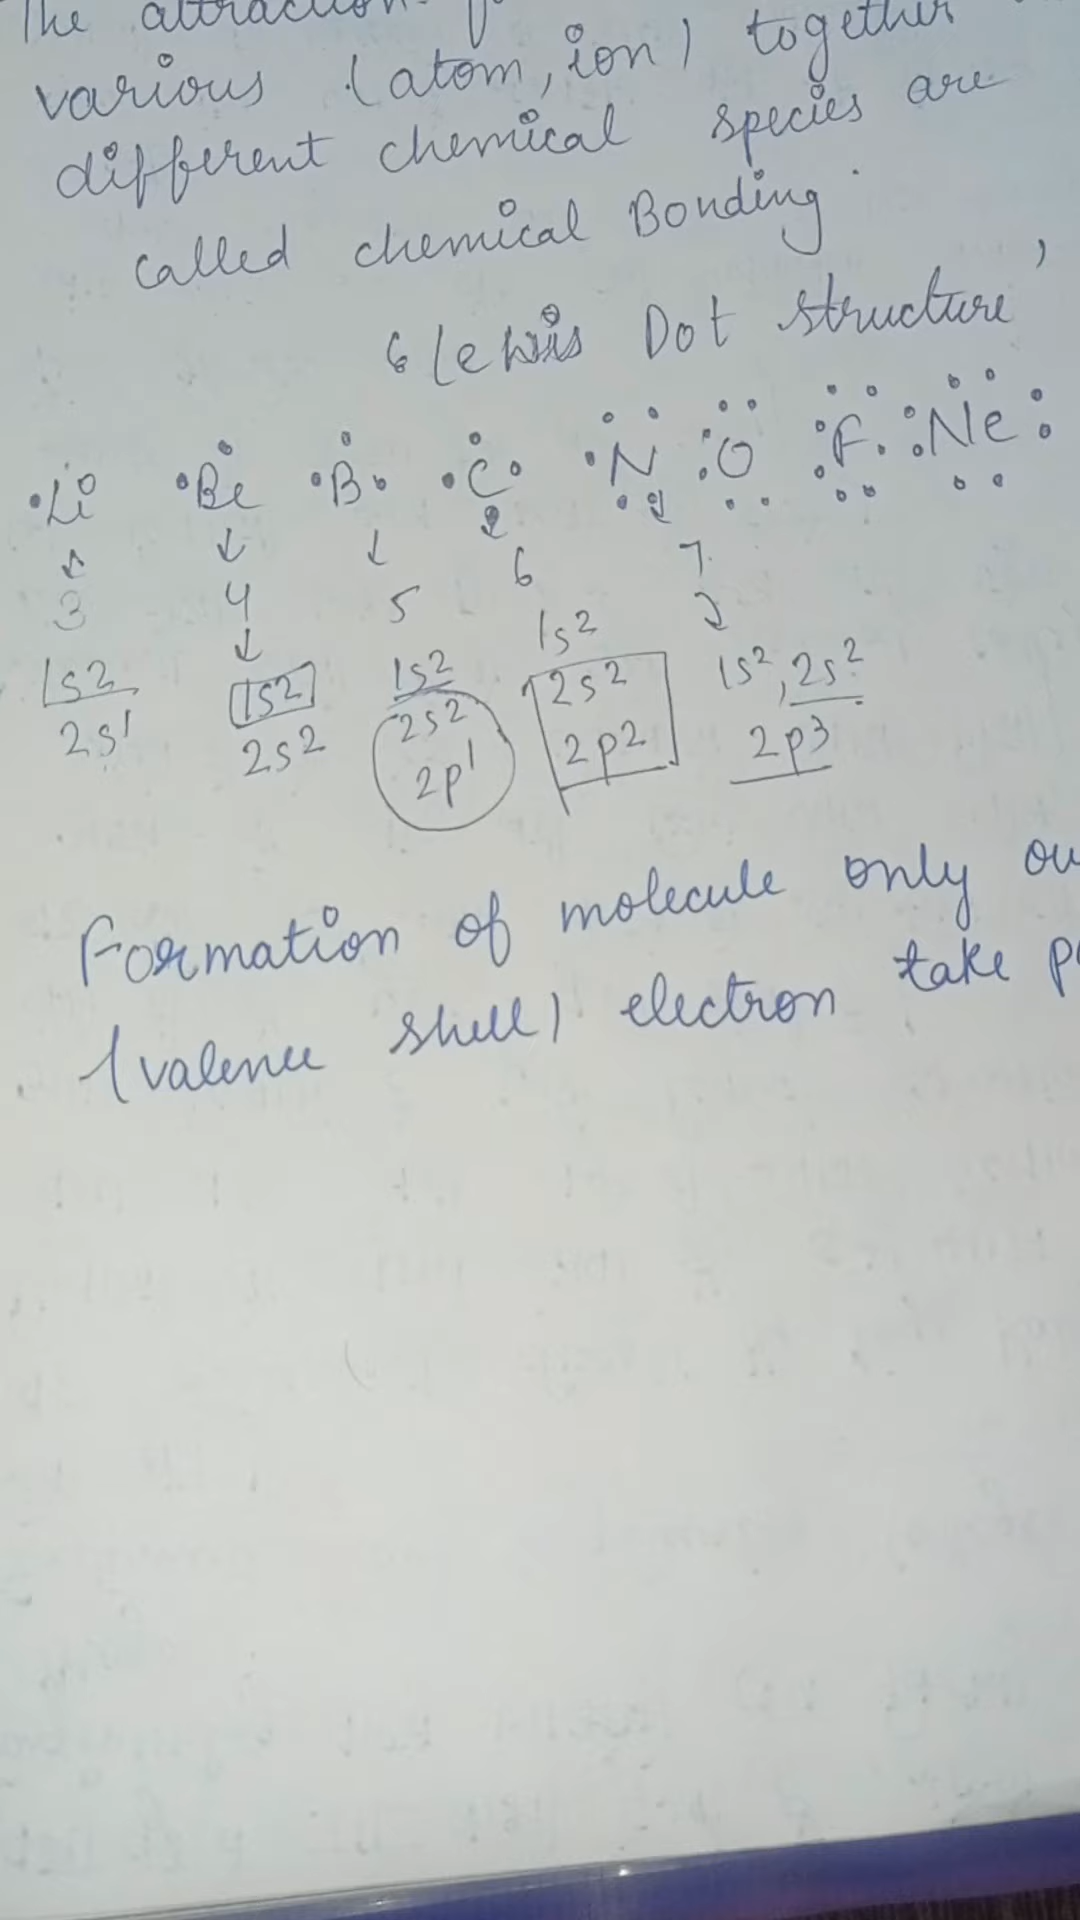 The attraction
various (atom, ion) together
different chemical species are
called chemical Bonding.
Lewis Dot structure'
Li Be B C N O F Ne
3 4 5 6 7
1s2 1s2 1s2 1s2 1s2, 2s2
2s1 2s2 2s2 2s2 2p3
2p1 2p2
Formation of molecule only
(valence shell) electron take